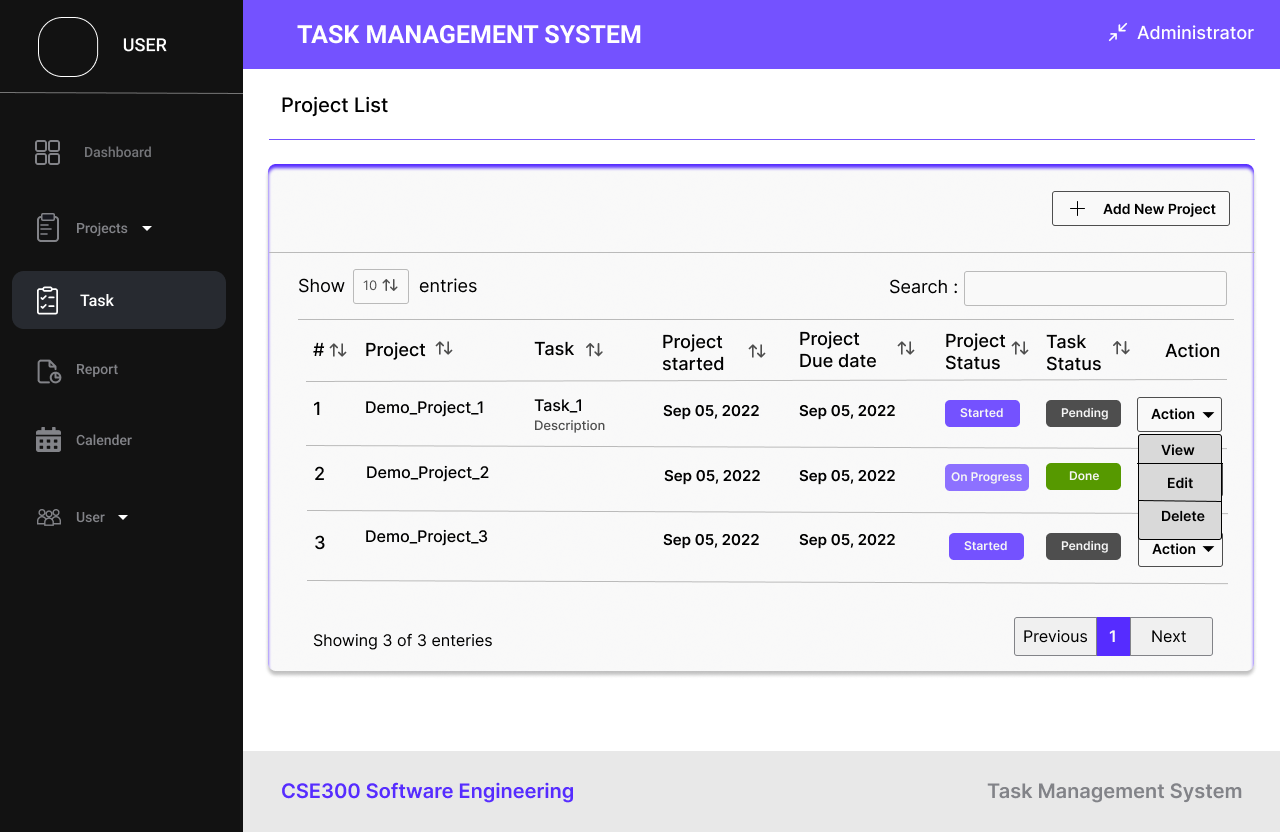 USER
TASK MANAGEMENT SYSTEM
Administrator
Dashboard
Projects
Task
Report
Calender
User
Project List
Add New Project
Show 10 entries
Search :
# Project Task Project started Project Due date Project Status Task Status Action
1 Demo_Project_1 Task_1 Sep 05, 2022 Sep 05, 2022 Started Pending Action
Description
View
2 Demo_Project_2 Sep 05, 2022 Sep 05, 2022 On Progress Done
Edit
Delete
3 Demo_Project_3 Sep 05, 2022 Sep 05, 2022 Started Pending Action
Showing 3 of 3 enteries
Previous 1 Next
CSE300 Software Engineering
Task Management System